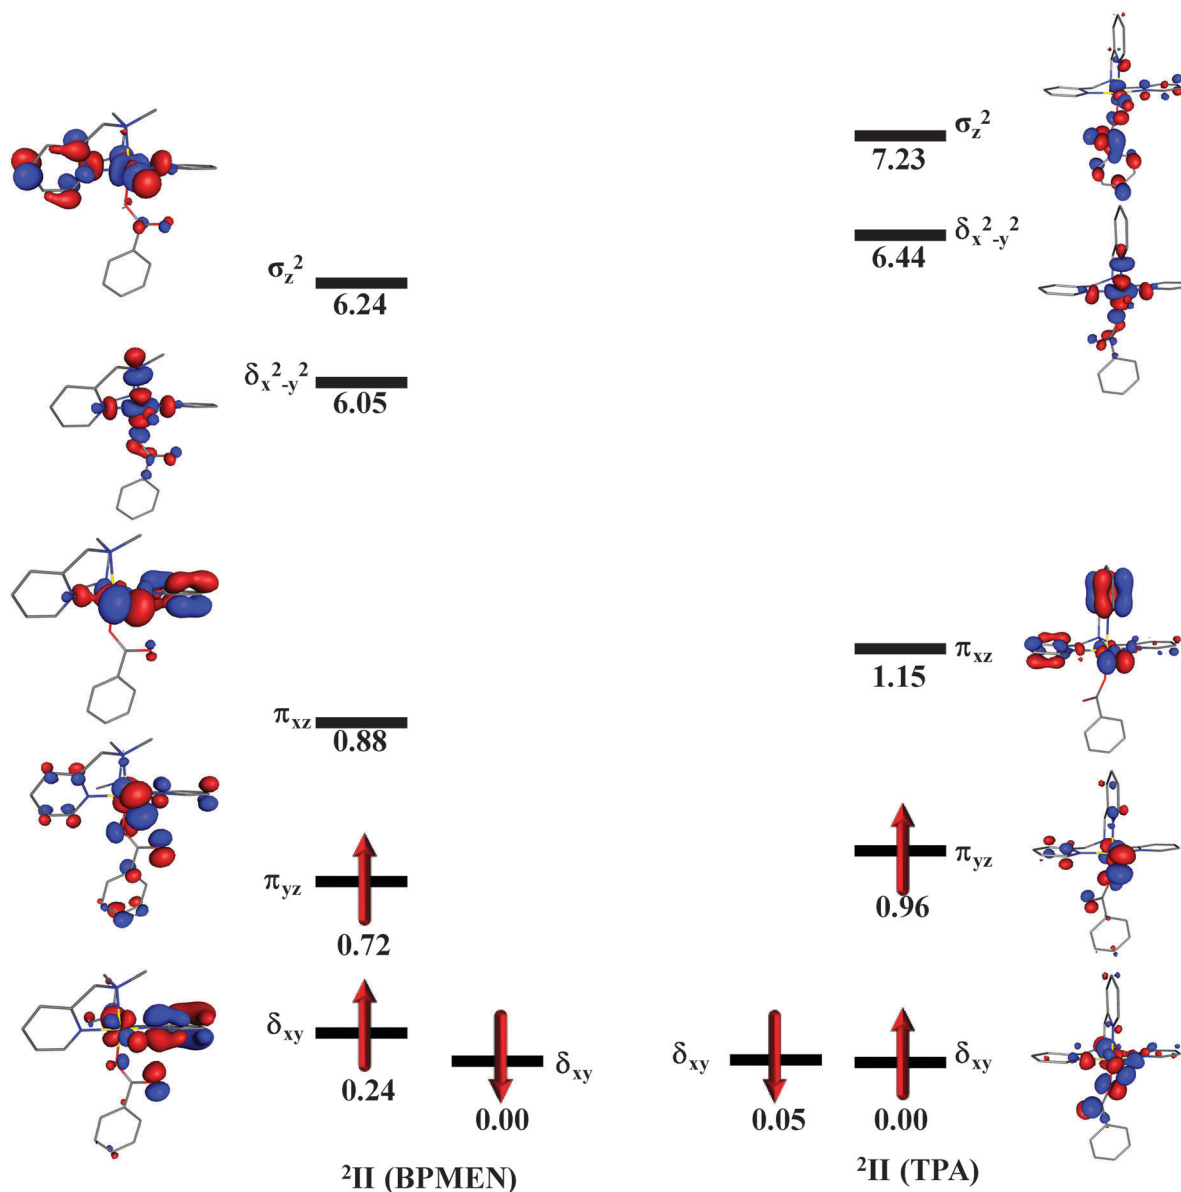 σz²
7.23
δx²-y²
6.44
σz²
6.24
δx²-y²
6.05
πxz
1.15
πxz
0.88
πyz
0.96
πyz
0.72
δxy
0.24
δxy
0.00
δxy
0.05
δxy
0.00
²II (BPMEN)
²II (TPA)